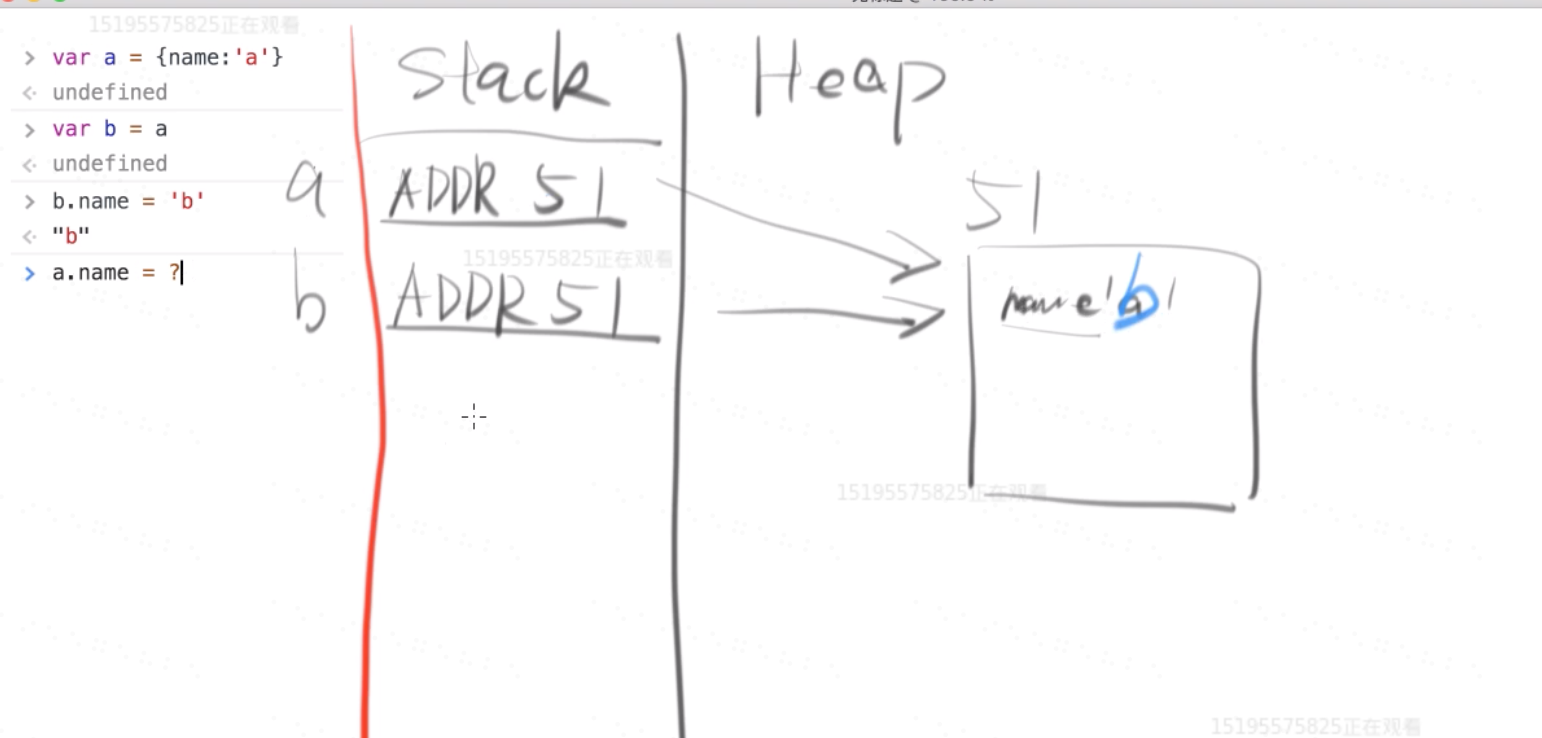 15195575825正在观看
> var a = {name:'a'}
<· undefined
> var b = a
<· undefined
> b.name = 'b'
<· "b"
> a.name = ?
Stack
Heap
a ADDR 51
b ADDR 51
51
name 'b'
15195575825正在观看
15195575825正在观看
15195575825正在观看